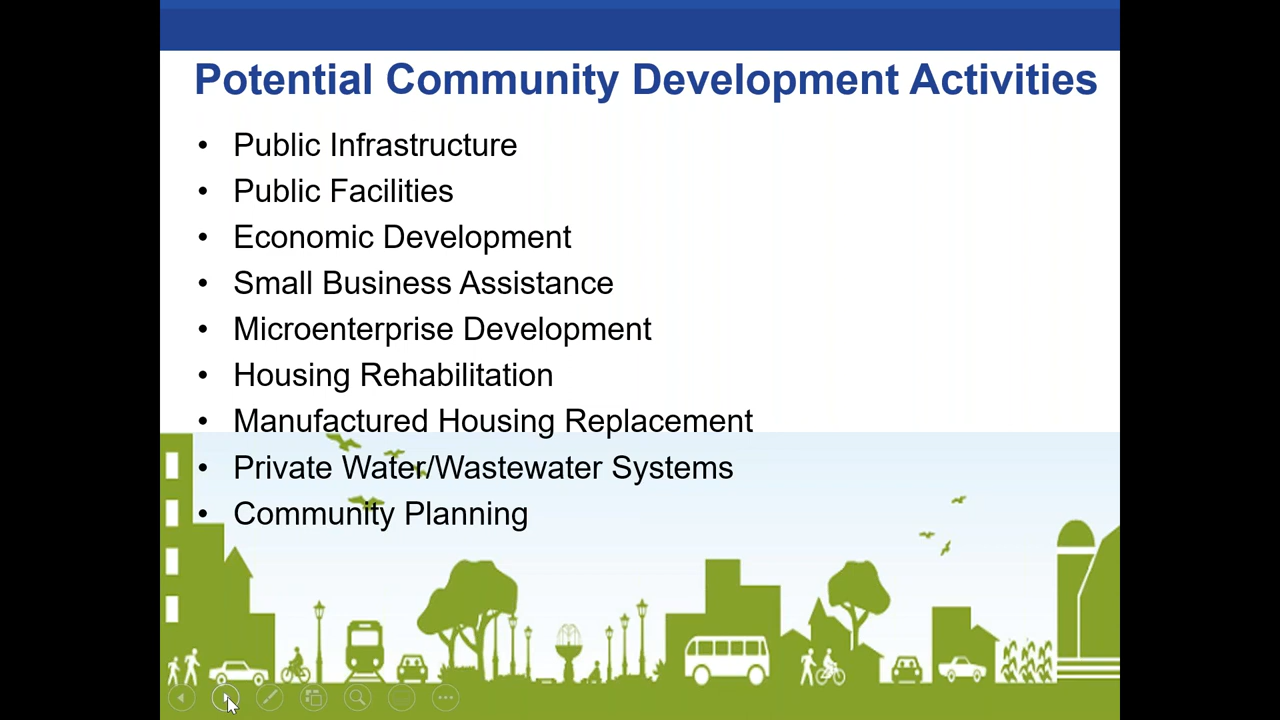 Potential Community Development Activities
• Public Infrastructure
• Public Facilities
• Economic Development
• Small Business Assistance
• Microenterprise Development
• Housing Rehabilitation
• Manufactured Housing Replacement
• Private Water/Wastewater Systems
• Community Planning